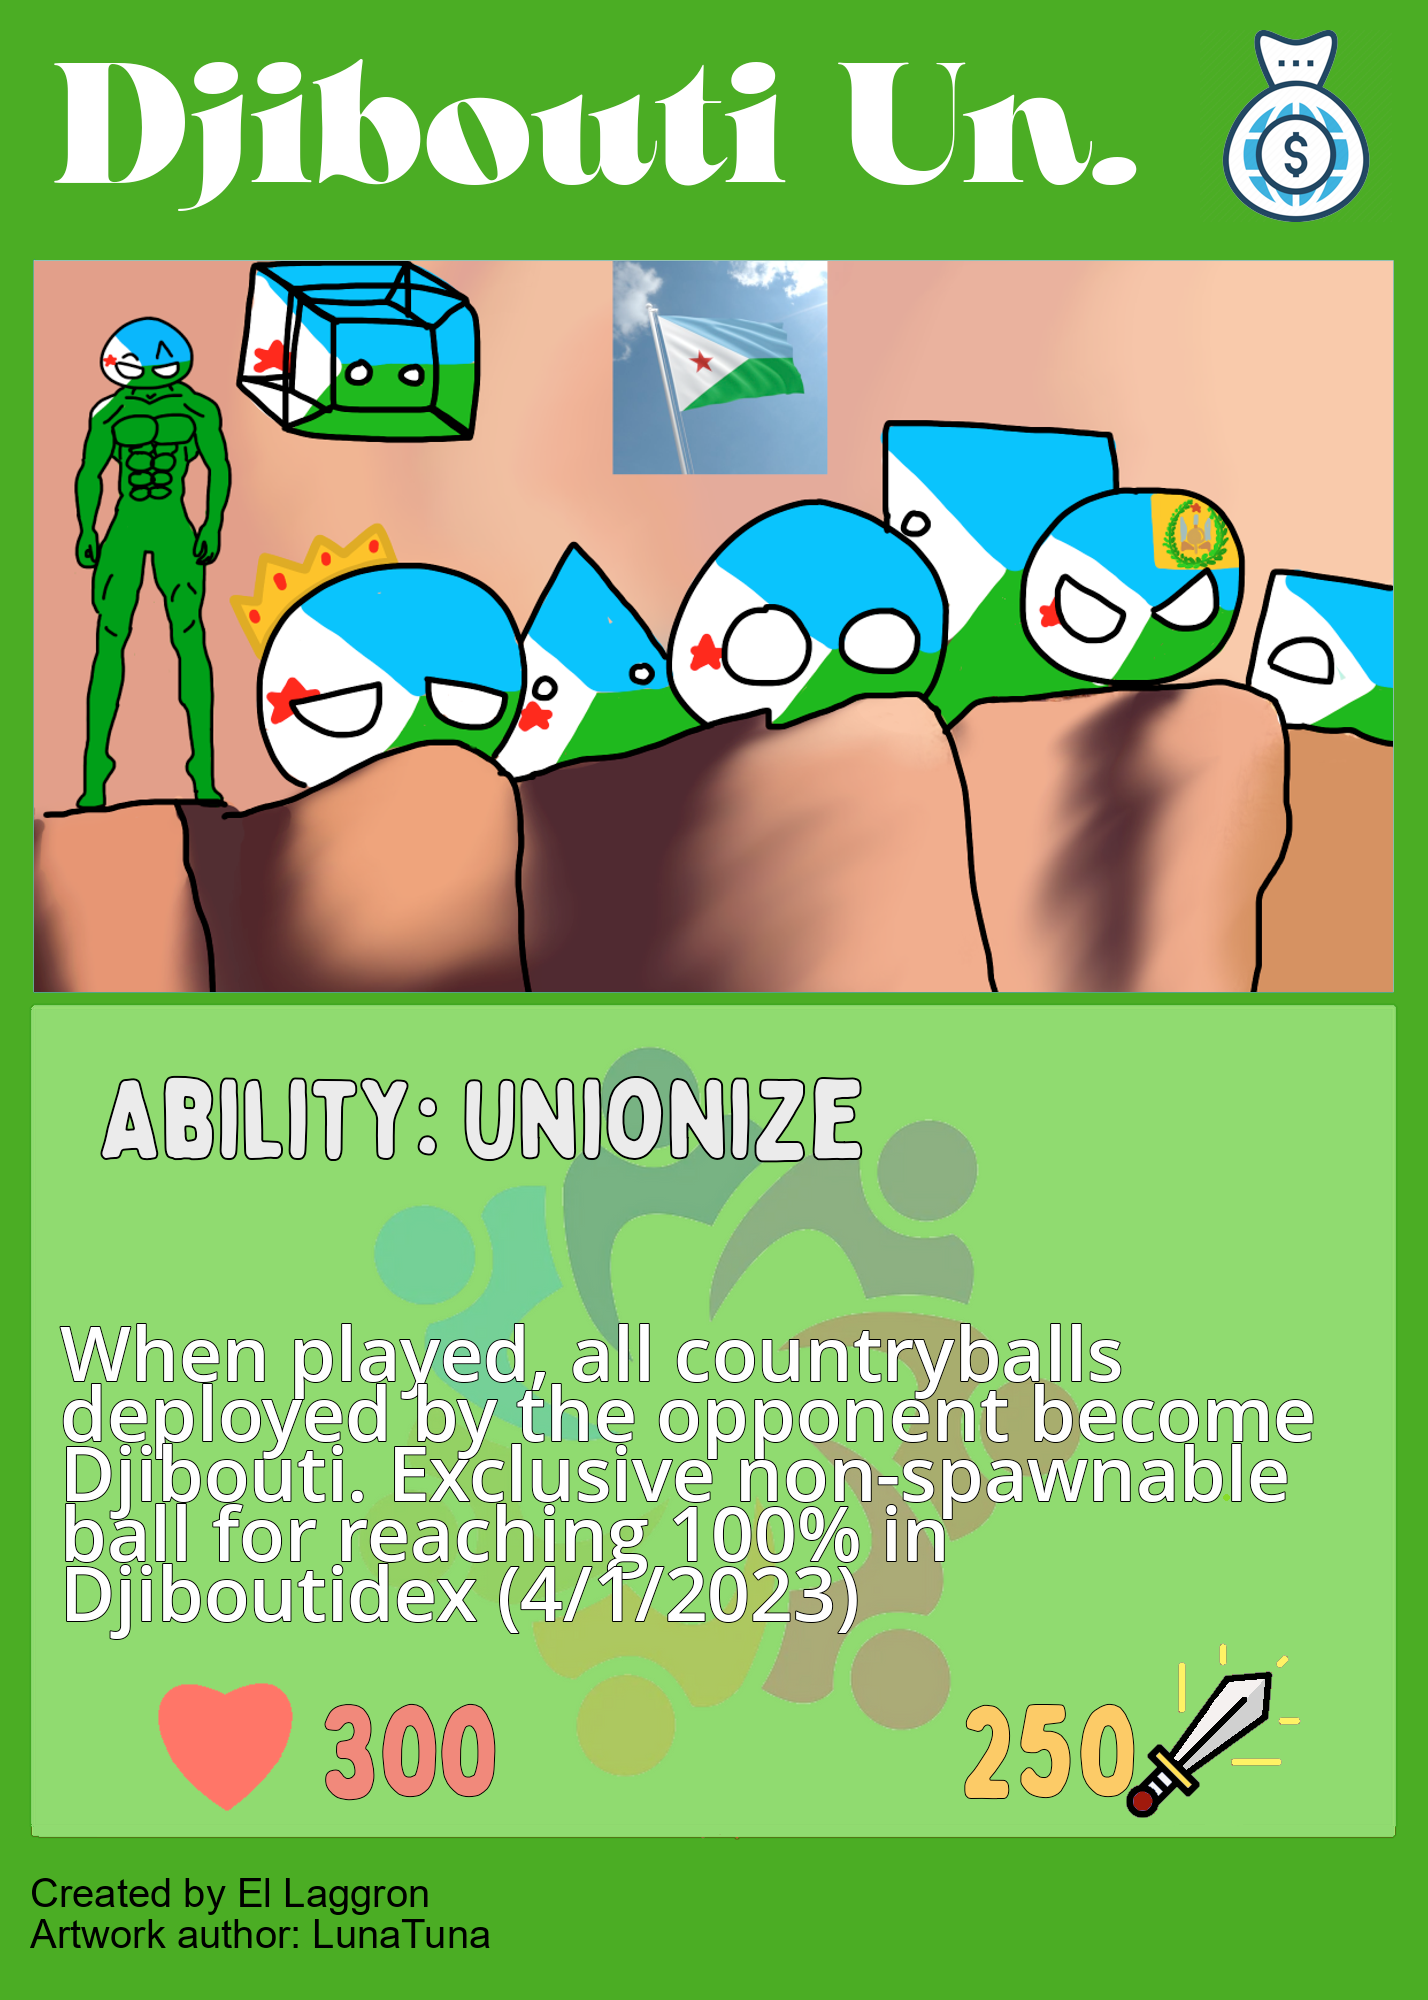 Djibouti Un.
$
ABILITY: UNIONIZE
When played, all countryballs
deployed by the opponent become
Djibouti. Exclusive non-spawnable
ball for reaching 100% in
Djiboutidex (4/1/2023)
300
250
Created by El Laggron
Artwork author: LunaTuna